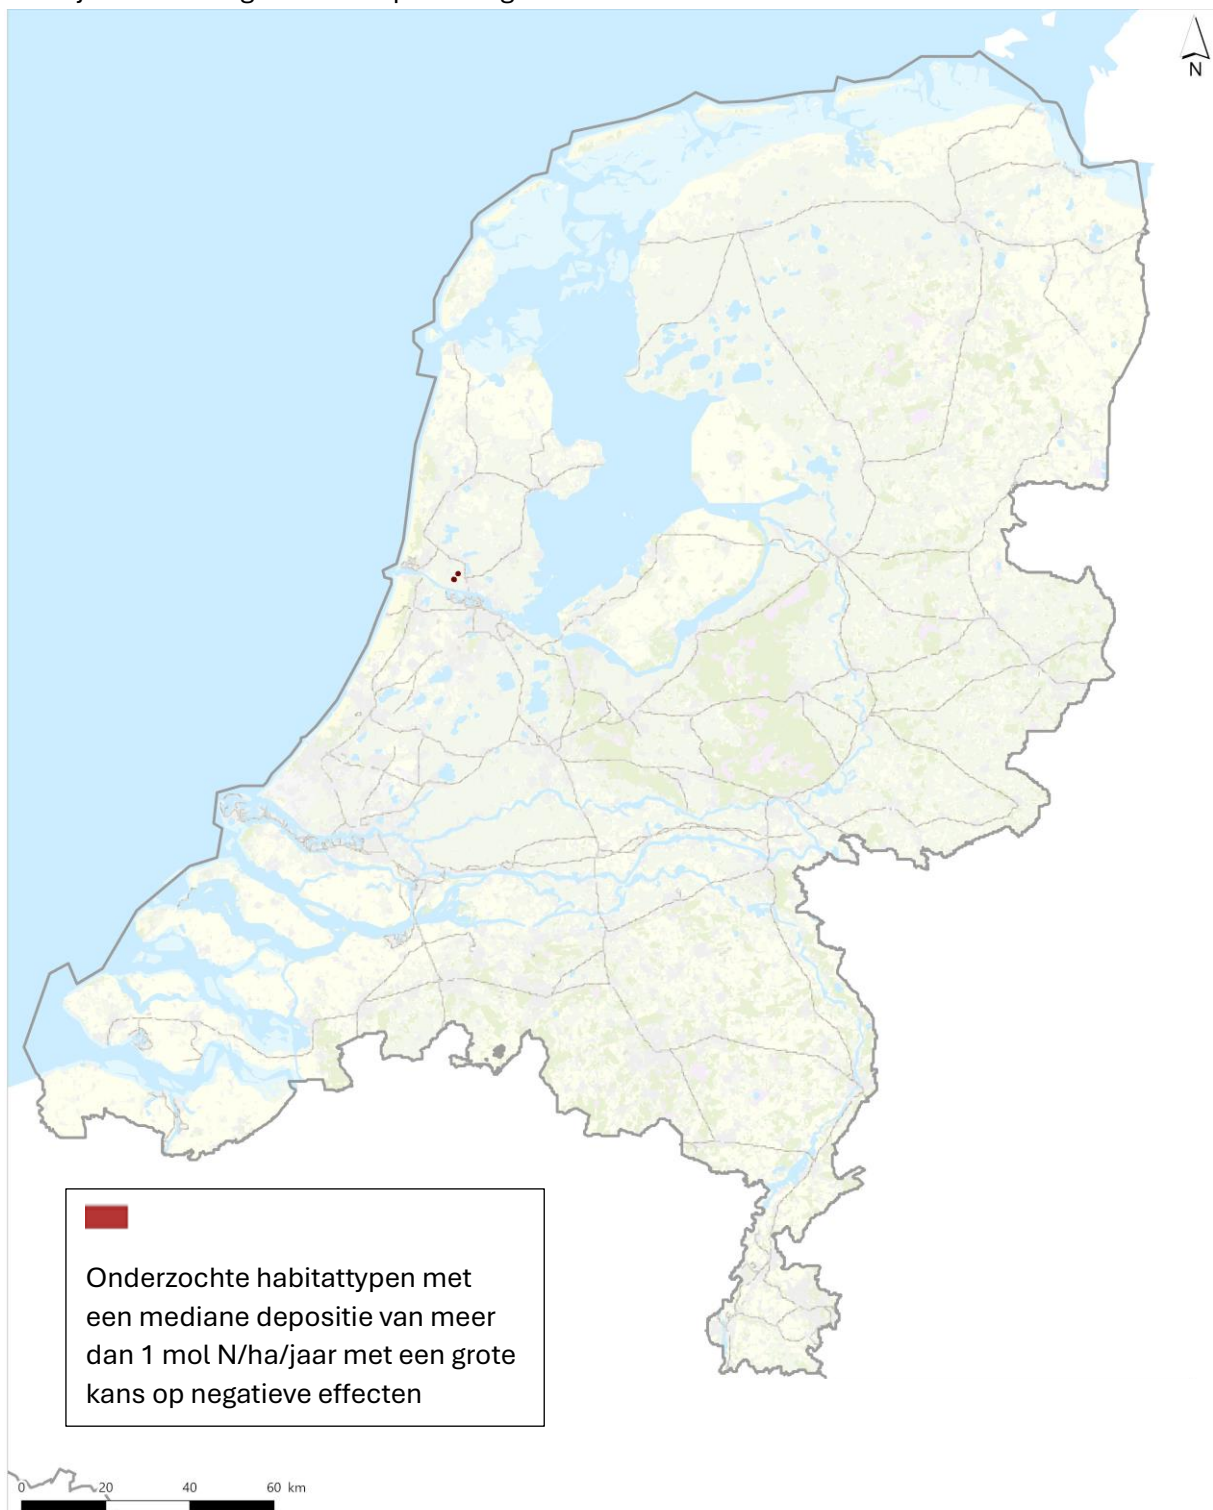 N
Onderzochte habitattypen met
een mediane depositie van meer
dan 1 mol N/ha/jaar met een grote
kans op negatieve effecten
0 20 40 60 km